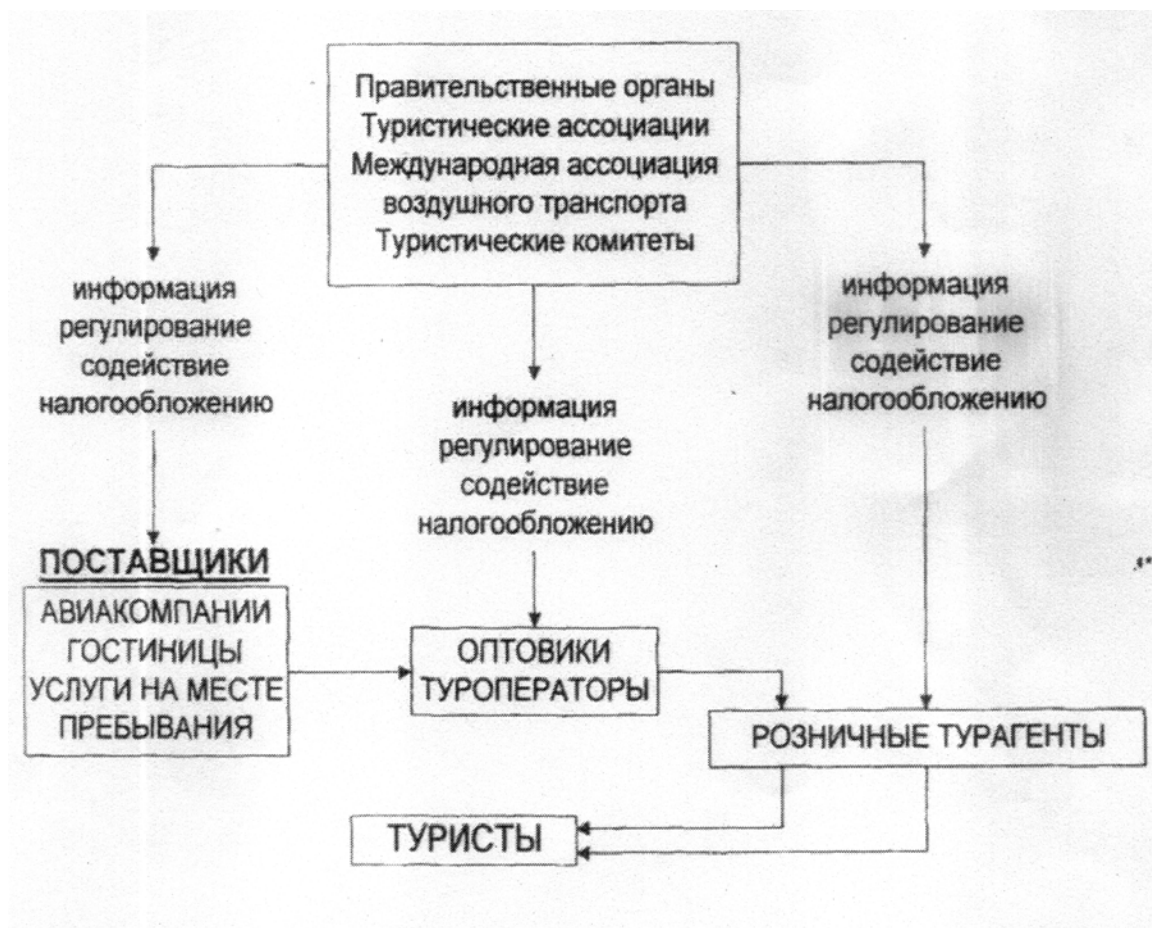 Правительственные органы
Туристические ассоциации
Международная ассоциация
воздушного транспорта
Туристические комитеты
информация
регулирование
содействие
налогообложению
информация
регулирование
содействие
налогообложению
информация
регулирование
содействие
налогообложению
ПОСТАВЩИКИ
АВИАКОМПАНИИ
ГОСТИНИЦЫ
УСЛУГИ НА МЕСТЕ
ПРЕБЫВАНИЯ
ОПТОВИКИ
ТУРОПЕРАТОРЫ
РОЗНИЧНЫЕ ТУРАГЕНТЫ
ТУРИСТЫ